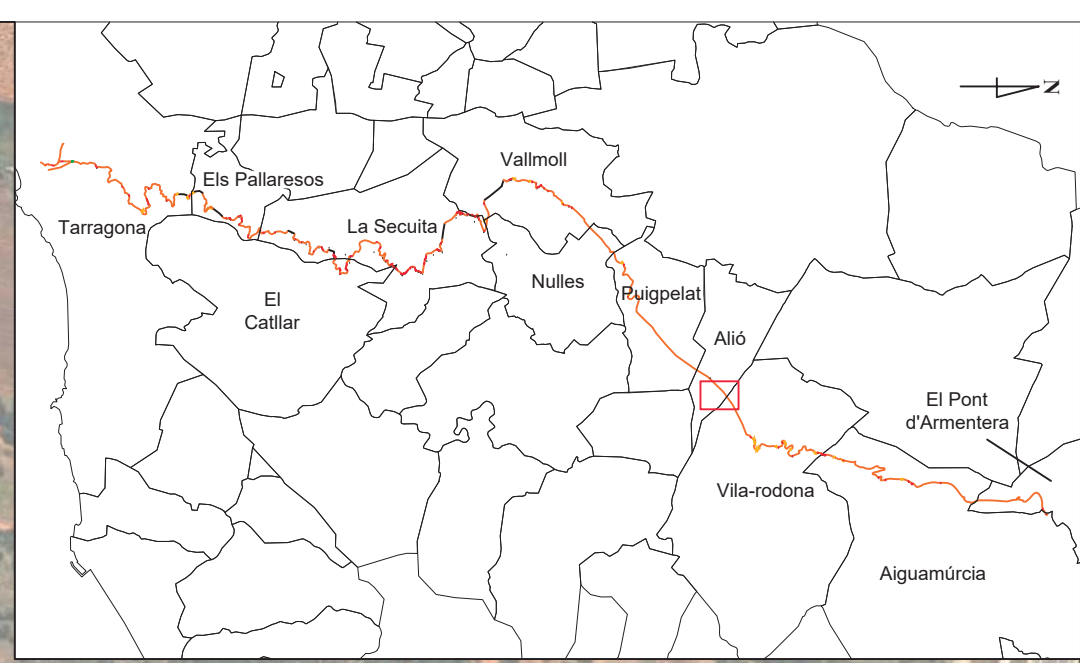 N
Vallmoll
Els Pallaresos
Tarragona
La Secuita
Nulles
Puigpelat
El
Catllar
Alió
El Pont
d'Armentera
Vila-rodona
Aiguamúrcia